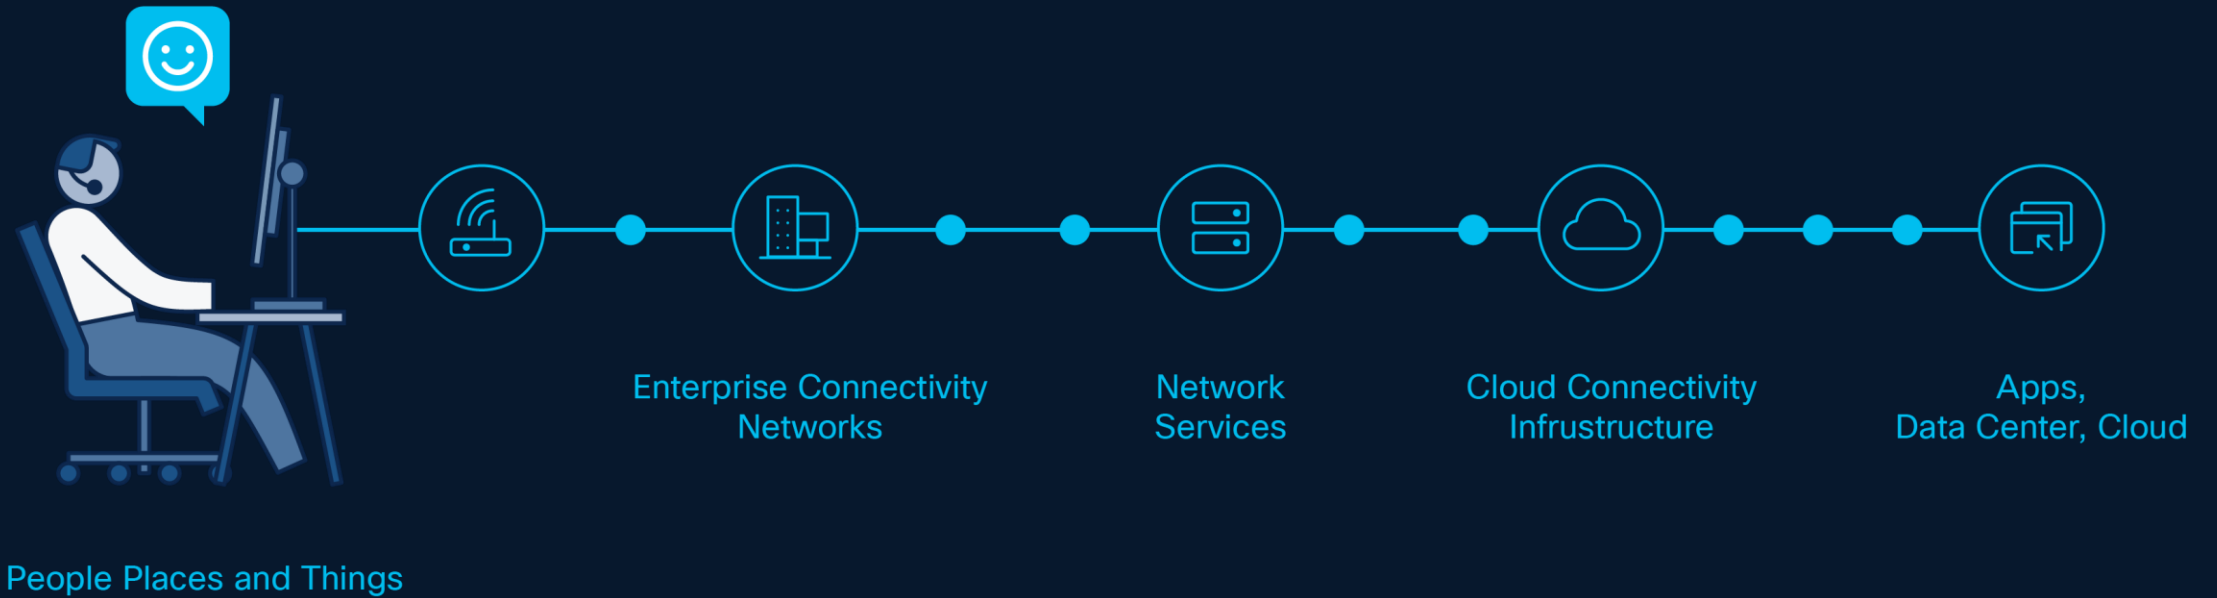 Enterprise Connectivity
Networks
Network
Services
Cloud Connectivity
Infrustructure
Apps,
Data Center, Cloud
People Places and Things